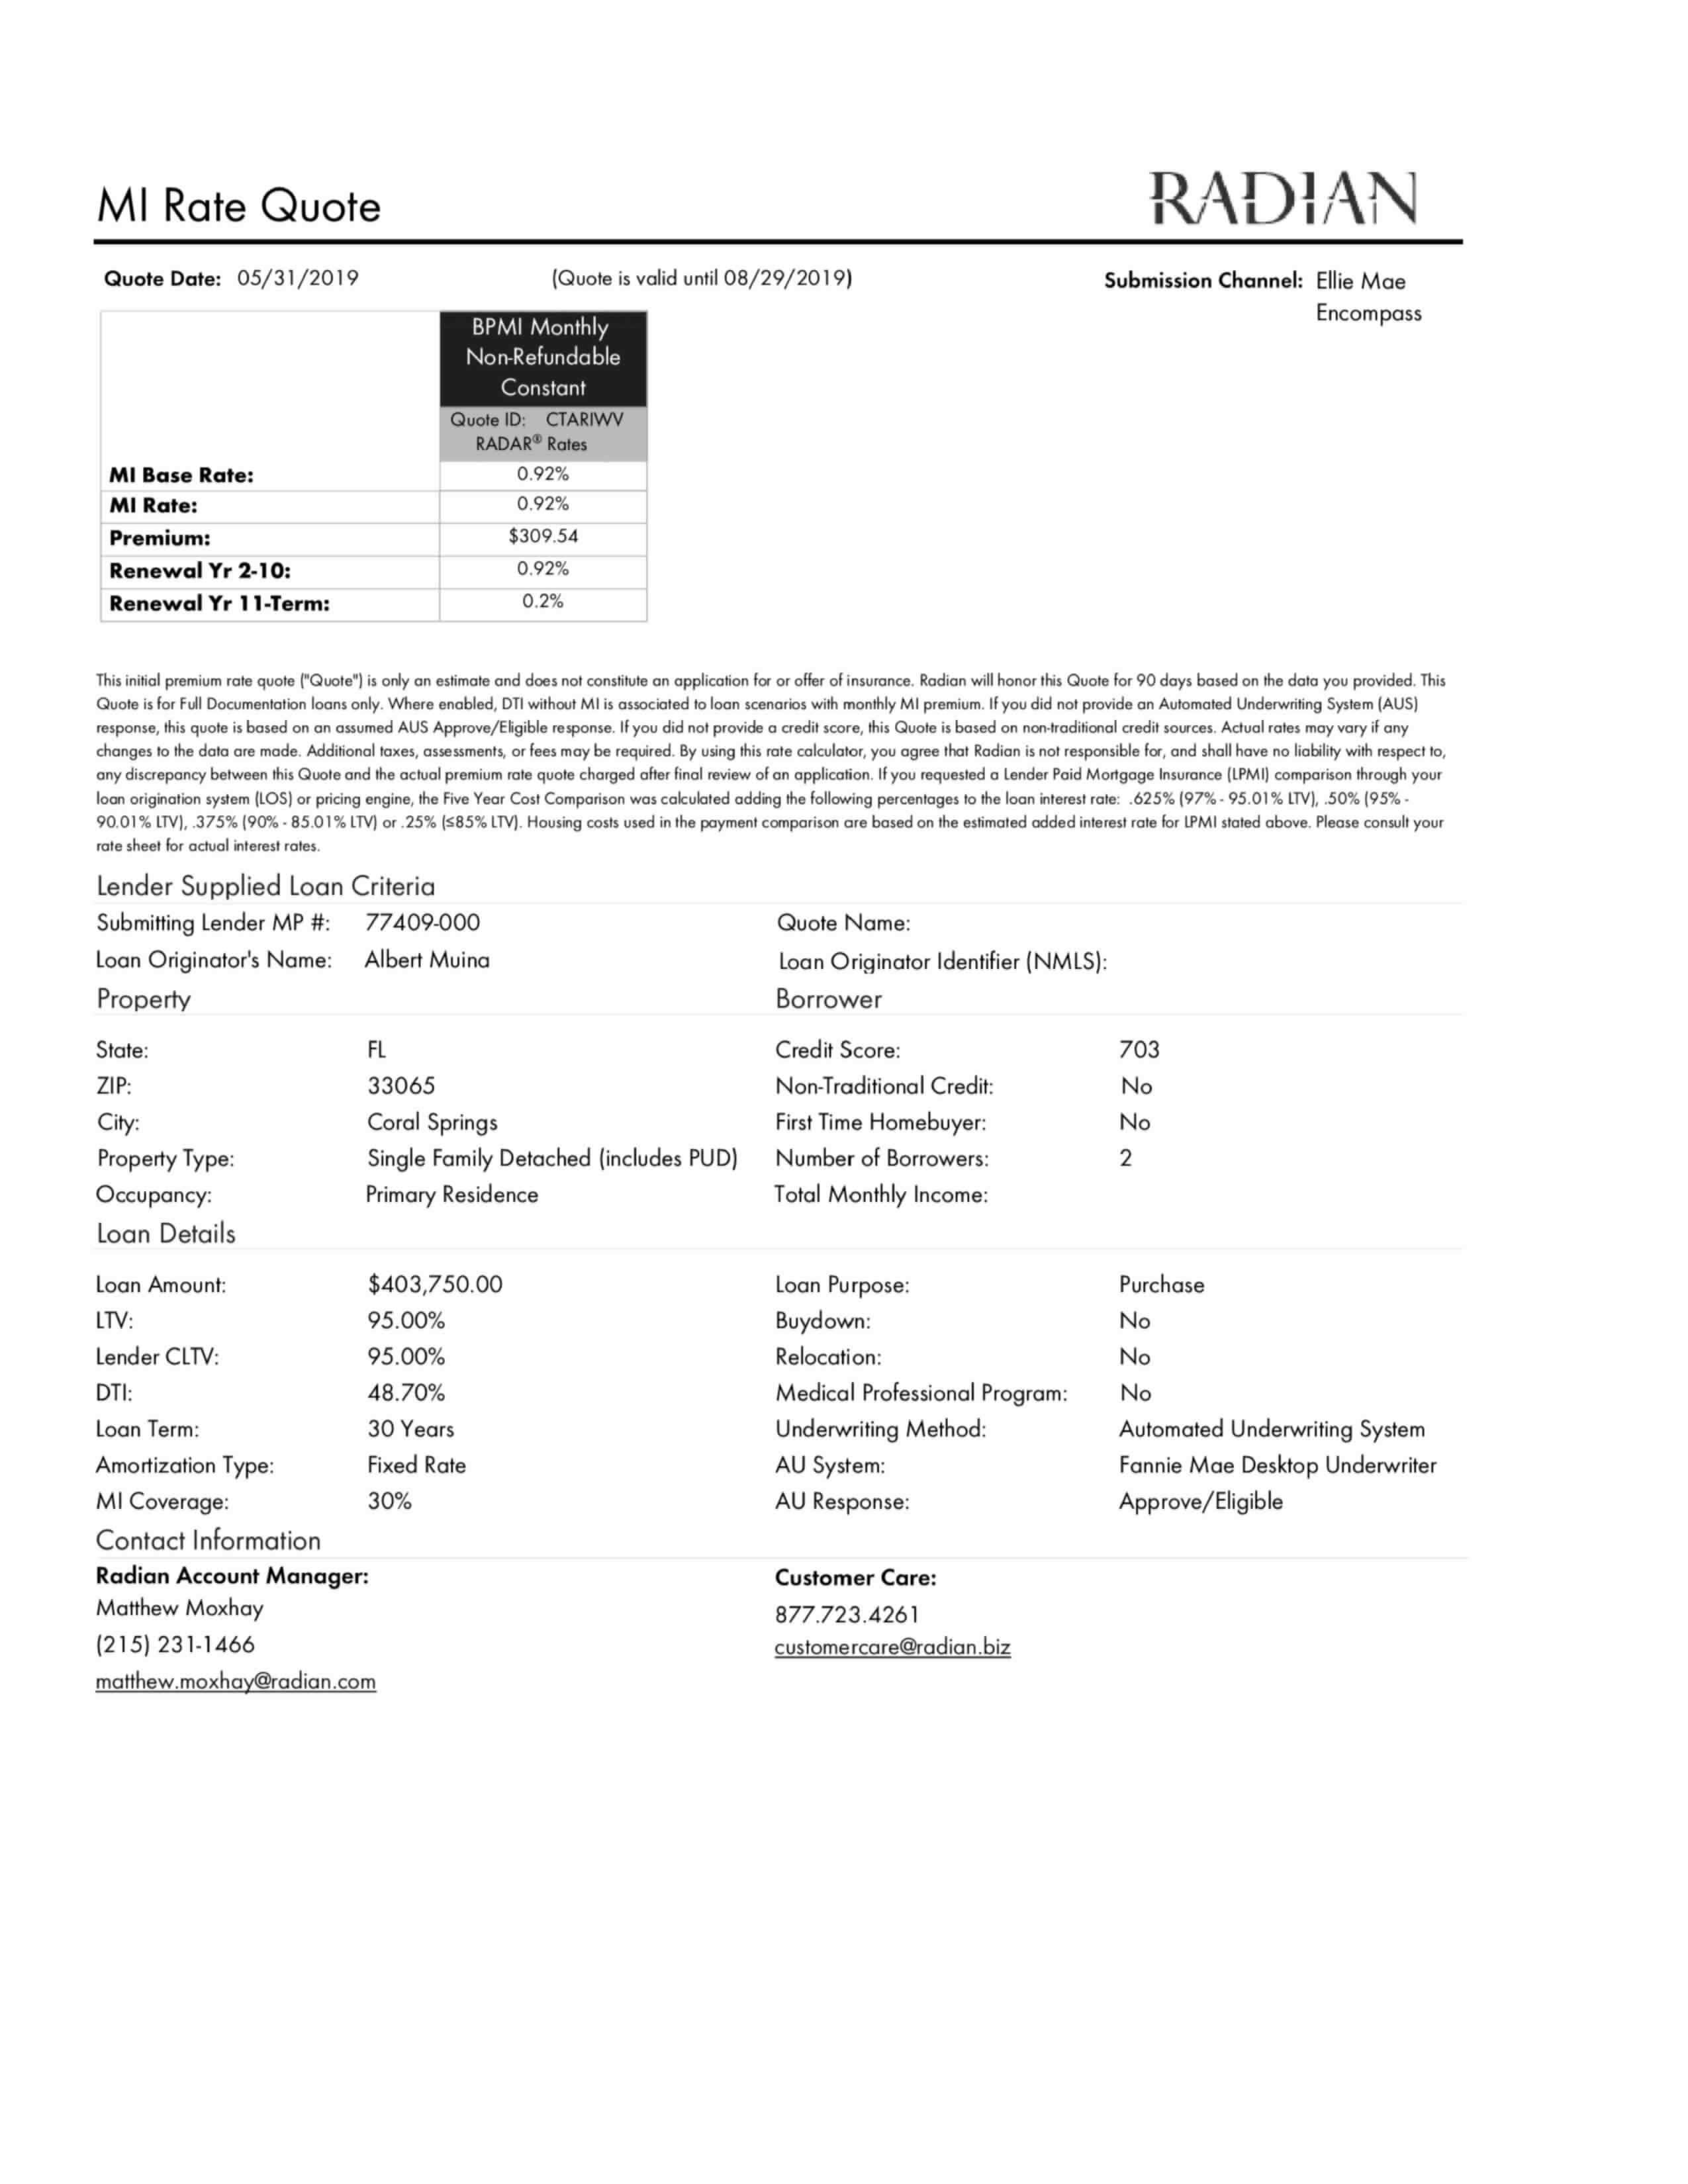 MI Rate Quote
RADIAN
Quote Date: 05/31/2019 (Quote is valid until 08/29/2019) Submission Channel: Ellie Mae
Encompass
BPMI Monthly
Non-Refundable
Constant
Quote ID: CTARIWV
RADAR® Rates
MI Base Rate: 0.92%
MI Rate: 0.92%
Premium: $309.54
Renewal Yr 2-10: 0.92%
Renewal Yr 11-Term: 0.2%
This initial premium rate quote ("Quote") is only an estimate and does not constitute an application for or offer of insurance. Radian will honor this Quote for 90 days based on the data you provided. This
Quote is for Full Documentation loans only. Where enabled, DTI without MI is associated to loan scenarios with monthly MI premium. If you did not provide an Automated Underwriting System (AUS)
response, this quote is based on an assumed AUS Approve/Eligible response. If you did not provide a credit score, this Quote is based on non-traditional credit sources. Actual rates may vary if any
changes to the data are made. Additional taxes, assessments, or fees may be required. By using this rate calculator, you agree that Radian is not responsible for, and shall have no liability with respect to,
any discrepancy between this Quote and the actual premium rate quote charged after final review of an application. If you requested a Lender Paid Mortgage Insurance (LPMI) comparison through your
loan origination system (LOS) or pricing engine, the Five Year Cost Comparison was calculated adding the following percentages to the loan interest rate: .625% (97% - 95.01% LTV), .50% (95% -
90.01% LTV), .375% (90% - 85.01% LTV) or .25% (≤85% LTV). Housing costs used in the payment comparison are based on the estimated added interest rate for LPMI stated above. Please consult your
rate sheet for actual interest rates.
Lender Supplied Loan Criteria
Submitting Lender MP #: 77409-000 Quote Name:
Loan Originator's Name: Albert Muina Loan Originator Identifier (NMLS):
Property Borrower
State: FL Credit Score: 703
ZIP: 33065 Non-Traditional Credit: No
City: Coral Springs First Time Homebuyer: No
Property Type: Single Family Detached (includes PUD) Number of Borrowers: 2
Occupancy: Primary Residence Total Monthly Income:
Loan Details
Loan Amount: $403,750.00 Loan Purpose: Purchase
LTV: 95.00% Buydown: No
Lender CLTV: 95.00% Relocation: No
DTI: 48.70% Medical Professional Program: No
Loan Term: 30 Years Underwriting Method: Automated Underwriting System
Amortization Type: Fixed Rate AU System: Fannie Mae Desktop Underwriter
MI Coverage: 30% AU Response: Approve/Eligible
Contact Information
Radian Account Manager: Customer Care:
Matthew Moxhay 877.723.4261
(215) 231-1466 customercare@radian.biz
matthew.moxhay@radian.com